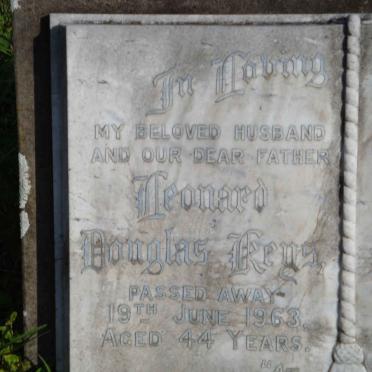 In Loving
MY BELOVED HUSBAND
AND OUR DEAR FATHER
Leonard
Douglas Keys,
PASSED AWAY
19TH JUNE 1963.
AGED 44 YEARS.